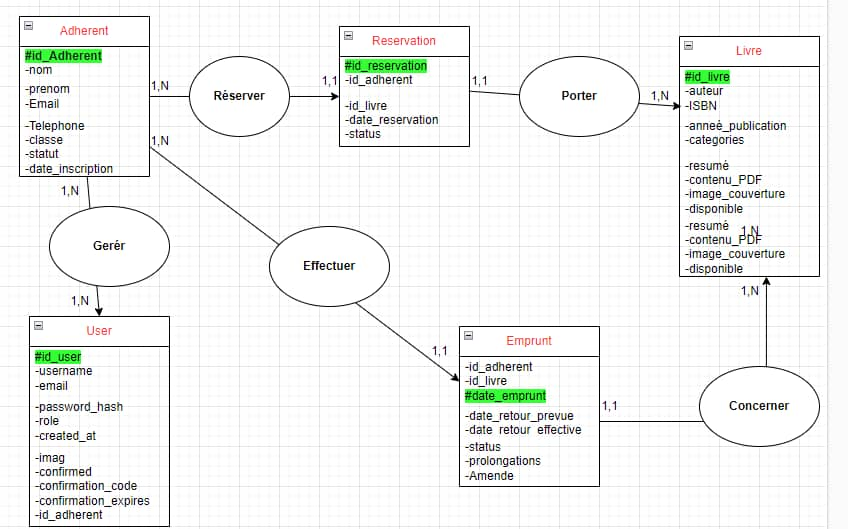 Adherent
#id_Adherent
-nom
-prenom
-Email
-Telephone
-classe
-statut
-date_inscription
1,N
Réserver
1,1
Reservation
#id_reservation
-id_adherent
-id_livre
-date_reservation
-status
1,1
Porter
1,N
Livre
#id_livre
-auteur
-ISBN
-anneé_publication
-categories
-resumé
-contenu_PDF
-image_couverture
-disponible
-resumé
1,N
-contenu_PDF
-image_couverture
-disponible
1,N
1,N
Gerér
1,N
Effectuer
1,1
1,N
User
#id_user
-username
-email
-password_hash
-role
-created_at
-imag
-confirmed
-confirmation_code
-confirmation_expires
-id_adherent
Emprunt
-id_adherent
-id_livre
#date_emprunt
-date_retour_prevue
-date_retour_effective
-status
-prolongations
-Amende
1,1
Concerner
1,N